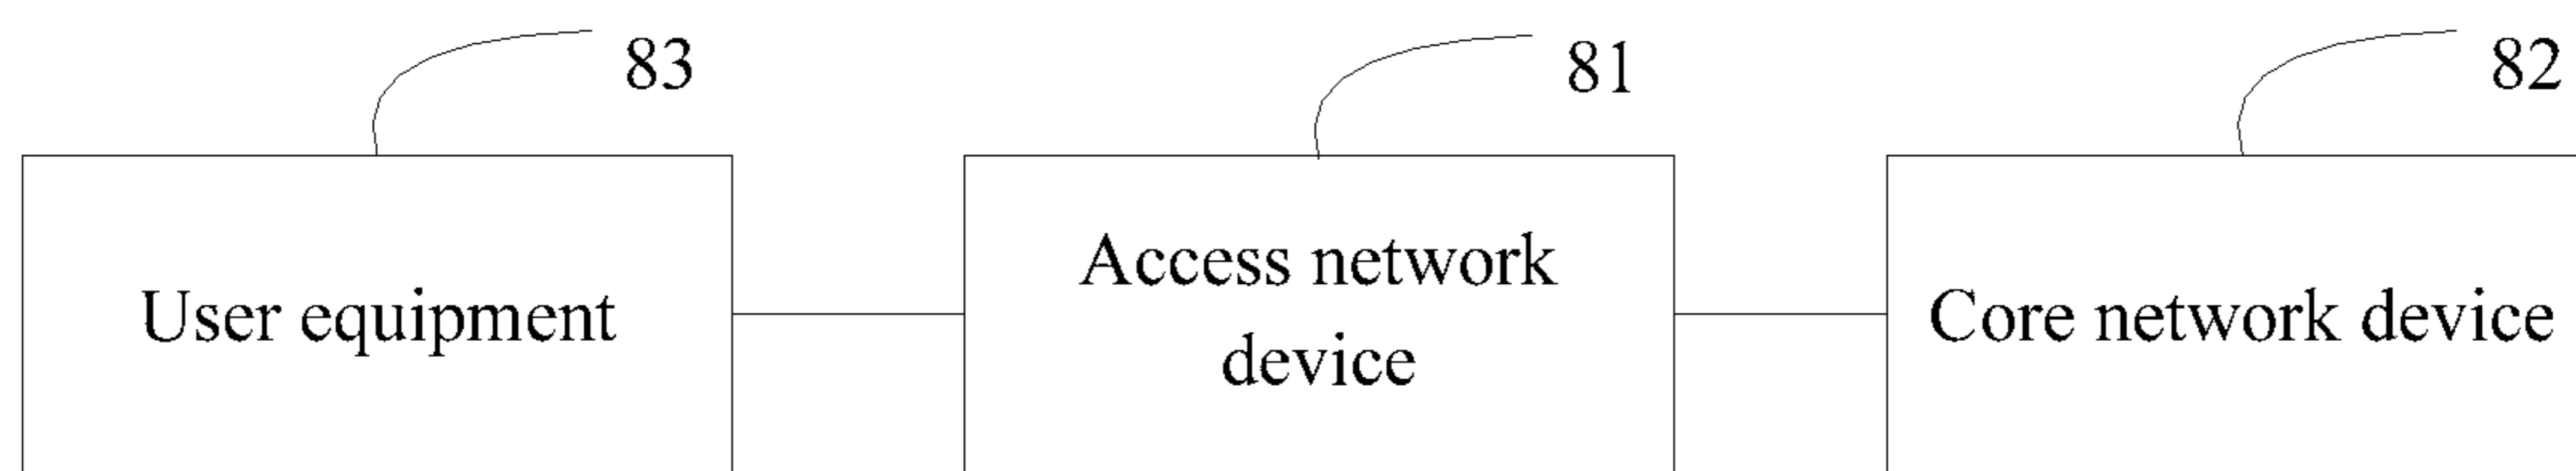 83
81
82
User equipment
Access network
device
Core network device